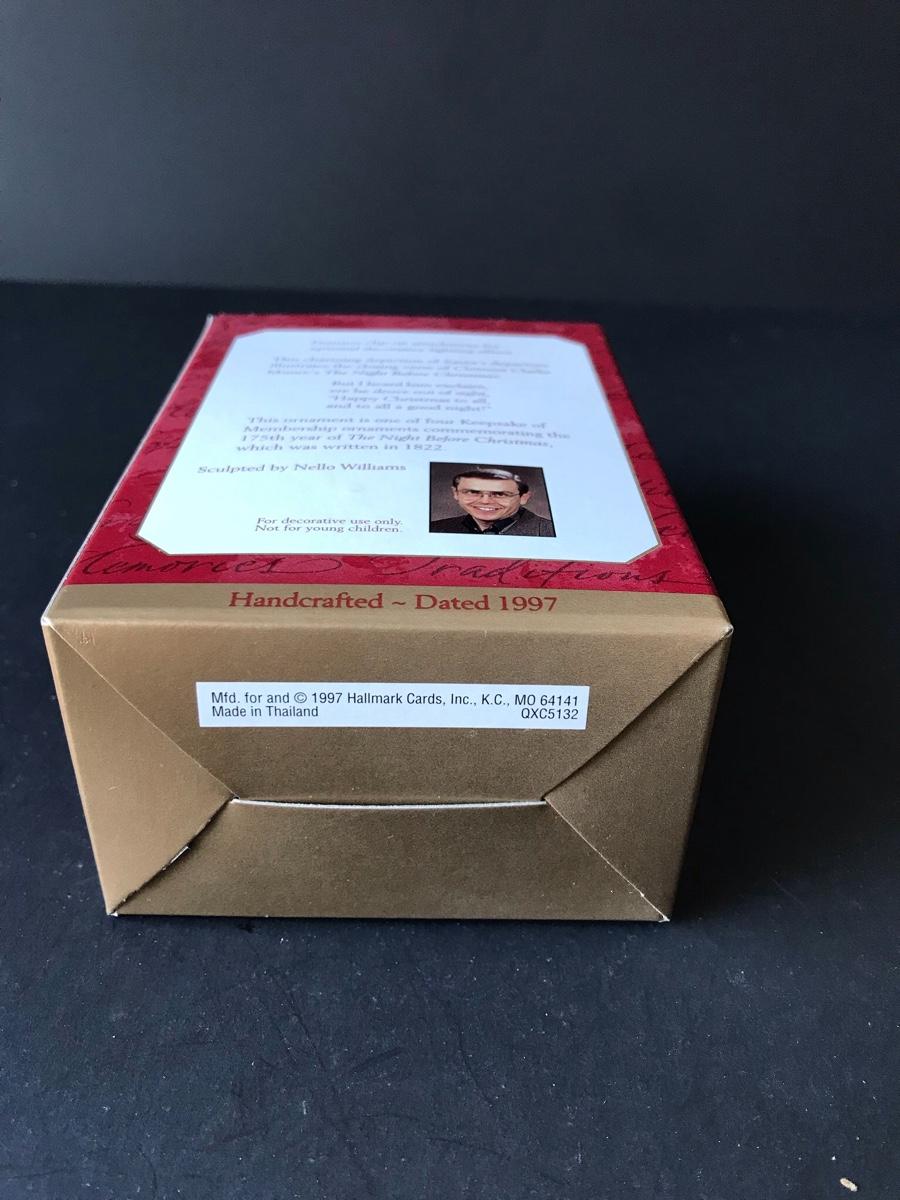 This charming depiction of Santa's departure
illustrates the closing scene of Clement Clarke
Moore's The Night Before Christmas.
But I heard him exclaim,
ere he drove out of sight,
"Happy Christmas to all,
and to all a good night!"
This ornament is one of four Keepsake of
Membership ornaments commemorating the
175th year of The Night Before Christmas,
which was written in 1822.
Sculpted by Nello Williams
For decorative use only.
Not for young children.
Memories Traditions
Handcrafted ~ Dated 1997
Mfd. for and © 1997 Hallmark Cards, Inc., K.C., MO 64141
Made in Thailand QXC5132